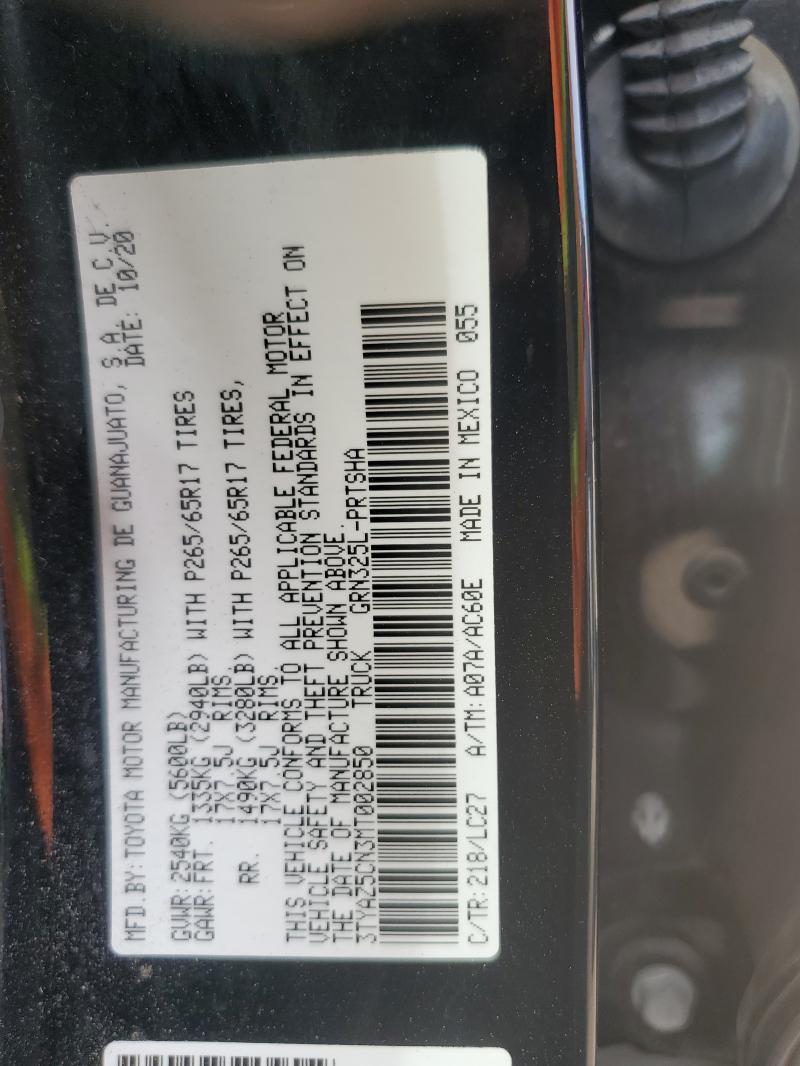 MFD.BY:TOYOTA MOTOR MANUFACTURING DE GUANAJUATO, S.A. DE C.V.
DATE: 10/20
GVWR:2540KG (5600LB)
GAWR:FRT. 1335KG (2940LB) WITH P265/65R17 TIRES
17X7.5J RIMS,
RR. 1490KG (3280LB) WITH P265/65R17 TIRES,
17X7.5J RIMS.
THIS VEHICLE CONFORMS TO ALL APPLICABLE FEDERAL MOTOR
VEHICLE SAFETY AND THEFT PREVENTION STANDARDS IN EFFECT ON
THE DATE OF MANUFACTURE SHOWN ABOVE.
3TYAZ5CN3MT002850 TRUCK GRN325L-PRTSHA
C/TR:218/LC27 A/TM:A07A/AC60E MADE IN MEXICO 055